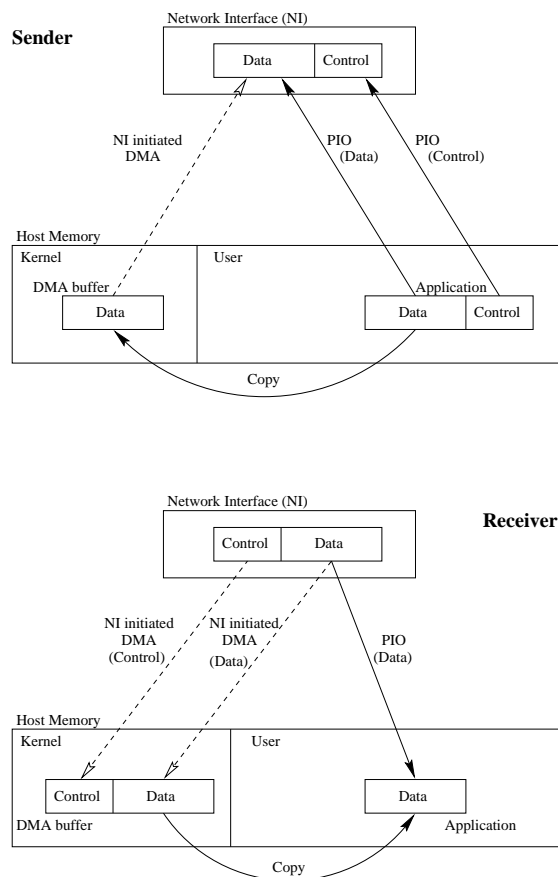 Network Interface (NI)
Sender
Data
Control
NI initiated
DMA
PIO
(Data)
PIO
(Control)
Host Memory
Kernel
User
DMA buffer
Application
Data
Data
Control
Copy
Network Interface (NI)
Receiver
Control
Data
NI initiated
DMA
(Control)
NI initiated
DMA
(Data)
PIO
(Data)
Host Memory
Kernel
User
Control
Data
Data
DMA buffer
Application
Copy